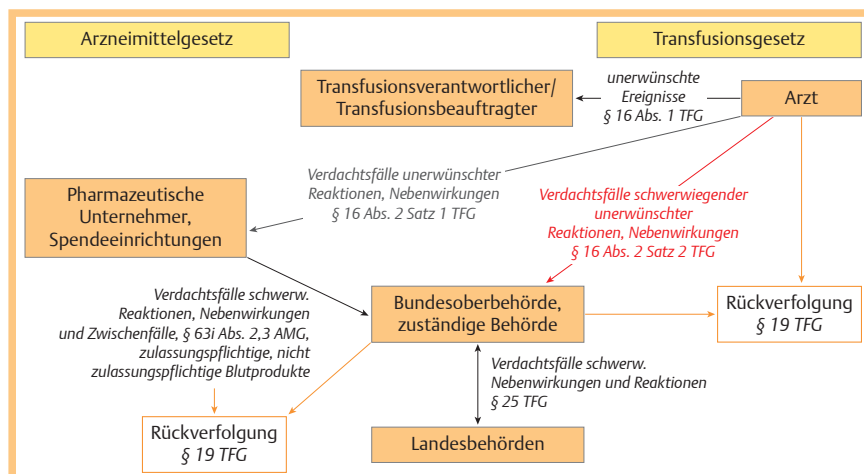 Arzneimittelgesetz
Transfusionsgesetz
Transfusionsverantwortlicher/
Transfusionsbeauftragter
unerwünschte
Ereignisse
§ 16 Abs. 1 TFG
Arzt
Verdachtsfälle unerwünschter
Reaktionen, Nebenwirkungen
§ 16 Abs. 2 Satz 1 TFG
Pharmazeutische
Unternehmer,
Spendeeinrichtungen
Verdachtsfälle schwerwiegender
unerwünschter
Reaktionen, Nebenwirkungen
§ 16 Abs. 2 Satz 2 TFG
Verdachtsfälle schwerw.
Reaktionen, Nebenwirkungen
und Zwischenfälle, § 63i Abs. 2,3 AMG,
zulassungspflichtige, nicht
zulassungspflichtige Blutprodukte
Bundesoberbehörde,
zuständige Behörde
Rückverfolgung
§ 19 TFG
Verdachtsfälle schwerw.
Nebenwirkungen und Reaktionen
§ 25 TFG
Rückverfolgung
§ 19 TFG
Landesbehörden